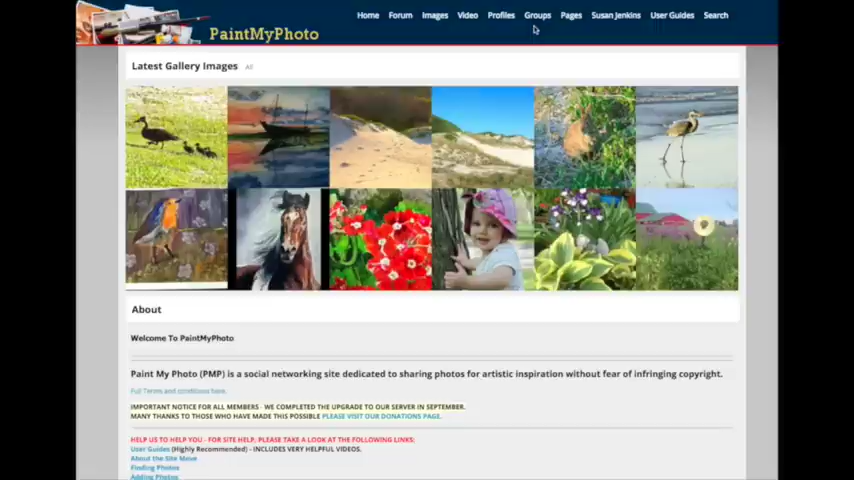 Home Forum Images Video Profiles Groups Pages Susan Jenkins User Guides Search
PaintMyPhoto
Latest Gallery Images All
About
Welcome To PaintMyPhoto
Paint My Photo (PMP) is a social networking site dedicated to sharing photos for artistic inspiration without fear of infringing copyright.
Full Terms and conditions here.
IMPORTANT NOTICE FOR ALL MEMBERS - WE COMPLETED THE UPGRADE TO OUR SERVER IN SEPTEMBER.
MANY THANKS TO THOSE WHO HAVE MADE THIS POSSIBLE PLEASE VISIT OUR DONATIONS PAGE.
HELP US TO HELP YOU - FOR SITE HELP, PLEASE TAKE A LOOK AT THE FOLLOWING LINKS:
User Guides (Highly Recommended) - INCLUDES VERY HELPFUL VIDEOS.
About the Site Move
Finding Photos
Adding Photos